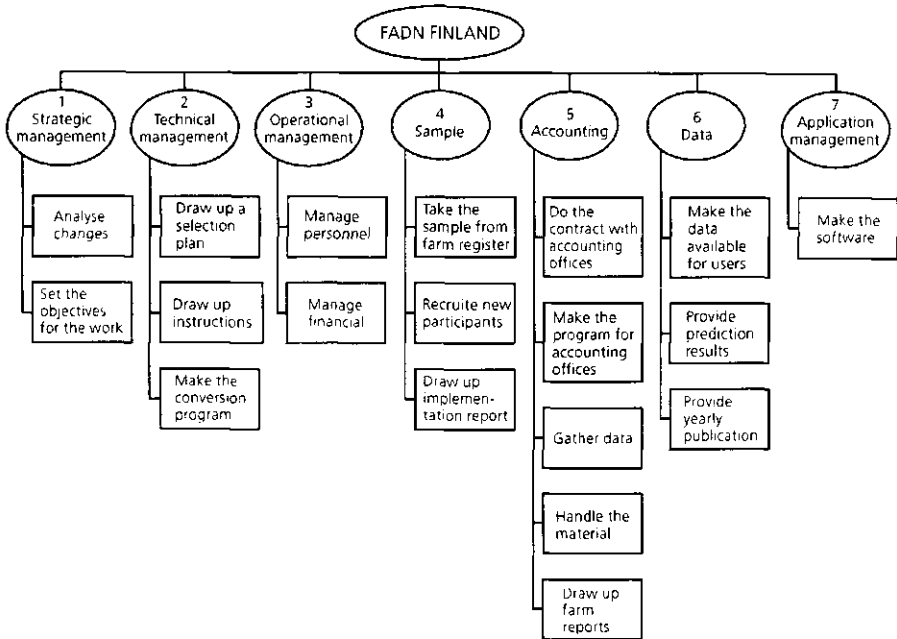 FADN FINLAND
1
Strategic
management
2
Technical
management
3
Operational
management
4
Sample
5
Accounting
6
Data
7
Application
management
Analyse
changes
Set the
objectives
for the work
Draw up a
selection
plan
Draw up
instructions
Make the
conversion
program
Manage
personnel
Manage
financial
Take the
sample from
farm register
Recruite new
participants
Draw up
implemen-
tation report
Do the
contract with
accounting
offices
Make the
program for
accounting
offices
Gather data
Handle the
material
Draw up
farm
reports
Make the
data
available
for users
Provide
prediction
results
Provide
yearly
publication
Make the
software